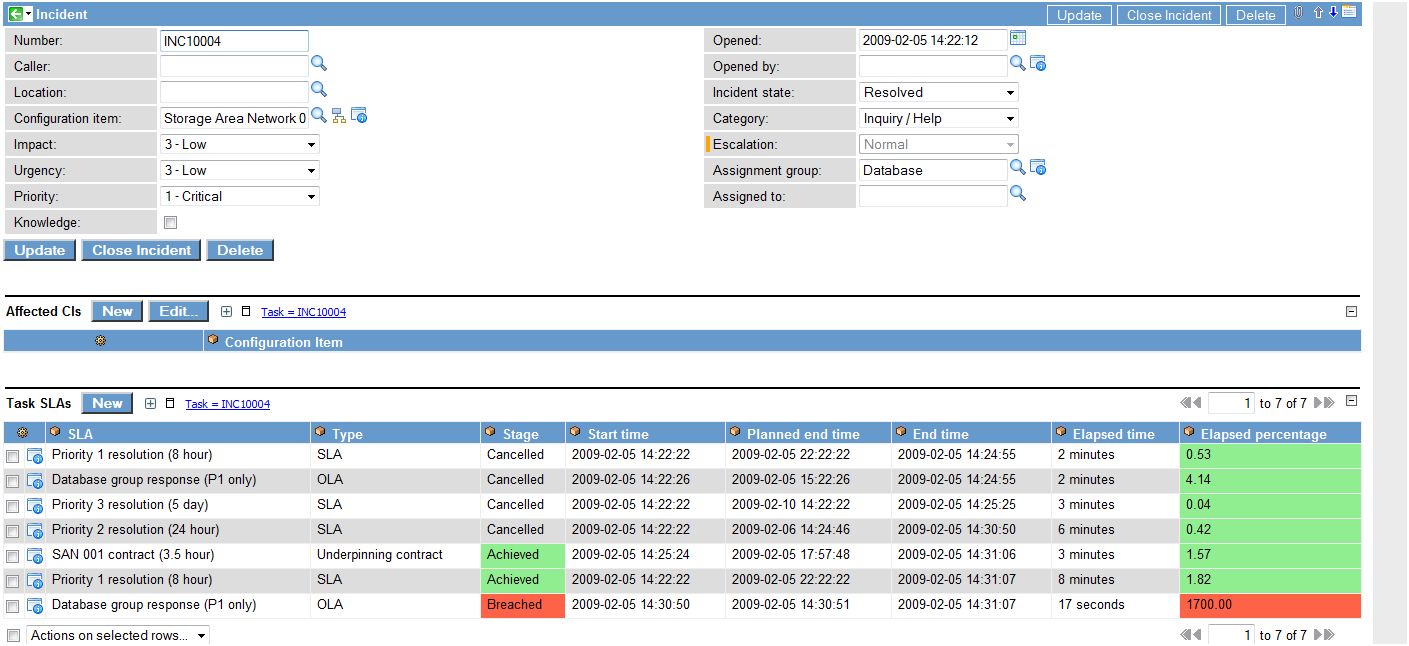 Incident Update Close Incident Delete
Number: INC10004 Opened: 2009-02-05 14:22:12
Caller: Opened by:
Location: Incident state: Resolved
Configuration item: Storage Area Network 0 Category: Inquiry / Help
Impact: 3 - Low Escalation: Normal
Urgency: 3 - Low Assignment group: Database
Priority: 1 - Critical Assigned to:
Knowledge:
Update Close Incident Delete
Affected CIs New Edit... Task = INC10004
Configuration Item
Task SLAs New Task = INC10004 1 to 7 of 7
SLA Type Stage Start time Planned end time End time Elapsed time Elapsed percentage
Priority 1 resolution (8 hour) SLA Cancelled 2009-02-05 14:22:22 2009-02-05 22:22:22 2009-02-05 14:24:55 2 minutes 0.53
Database group response (P1 only) OLA Cancelled 2009-02-05 14:22:26 2009-02-05 15:22:26 2009-02-05 14:24:55 2 minutes 4.14
Priority 3 resolution (5 day) SLA Cancelled 2009-02-05 14:22:22 2009-02-10 14:22:22 2009-02-05 14:25:25 3 minutes 0.04
Priority 2 resolution (24 hour) SLA Cancelled 2009-02-05 14:22:22 2009-02-06 14:24:46 2009-02-05 14:30:50 6 minutes 0.42
SAN 001 contract (3.5 hour) Underpinning contract Achieved 2009-02-05 14:25:24 2009-02-05 17:57:48 2009-02-05 14:31:06 3 minutes 1.57
Priority 1 resolution (8 hour) SLA Achieved 2009-02-05 14:22:22 2009-02-05 22:22:22 2009-02-05 14:31:07 8 minutes 1.82
Database group response (P1 only) OLA Breached 2009-02-05 14:30:50 2009-02-05 14:30:51 2009-02-05 14:31:07 17 seconds 1700.00
Actions on selected rows... 1 to 7 of 7